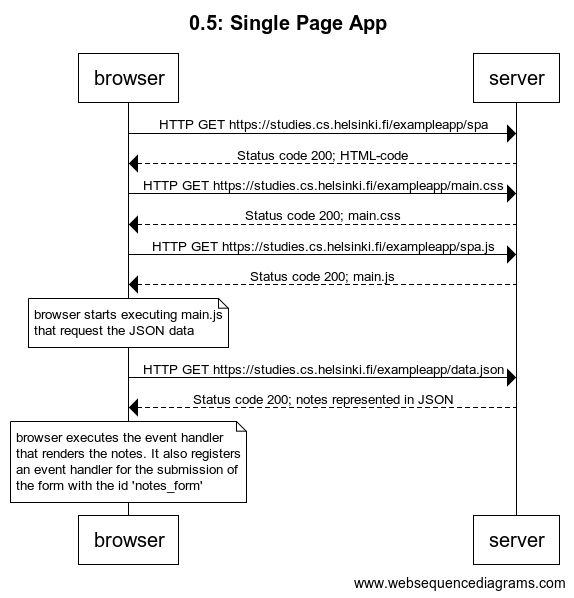 0.5: Single Page App
browser
server
HTTP GET https://studies.cs.helsinki.fi/exampleapp/spa
Status code 200; HTML-code
HTTP GET https://studies.cs.helsinki.fi/exampleapp/main.css
Status code 200; main.css
HTTP GET https://studies.cs.helsinki.fi/exampleapp/spa.js
Status code 200; main.js
browser starts executing main.js
that request the JSON data
HTTP GET https://studies.cs.helsinki.fi/exampleapp/data.json
Status code 200; notes represented in JSON
browser executes the event handler
that renders the notes. It also registers
an event handler for the submission of
the form with the id 'notes_form'
browser
server
www.websequencediagrams.com